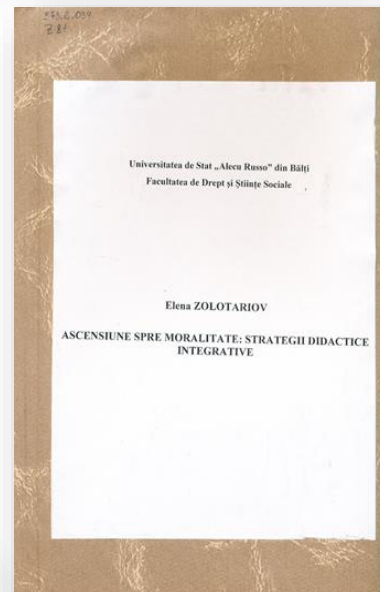 Z 81
Universitatea de Stat „Alecu Russo” din Bălți
Facultatea de Drept și Științe Sociale
Elena ZOLOTARIOV
ASCENSIUNE SPRE MORALITATE: STRATEGII DIDACTICE
INTEGRATIVE